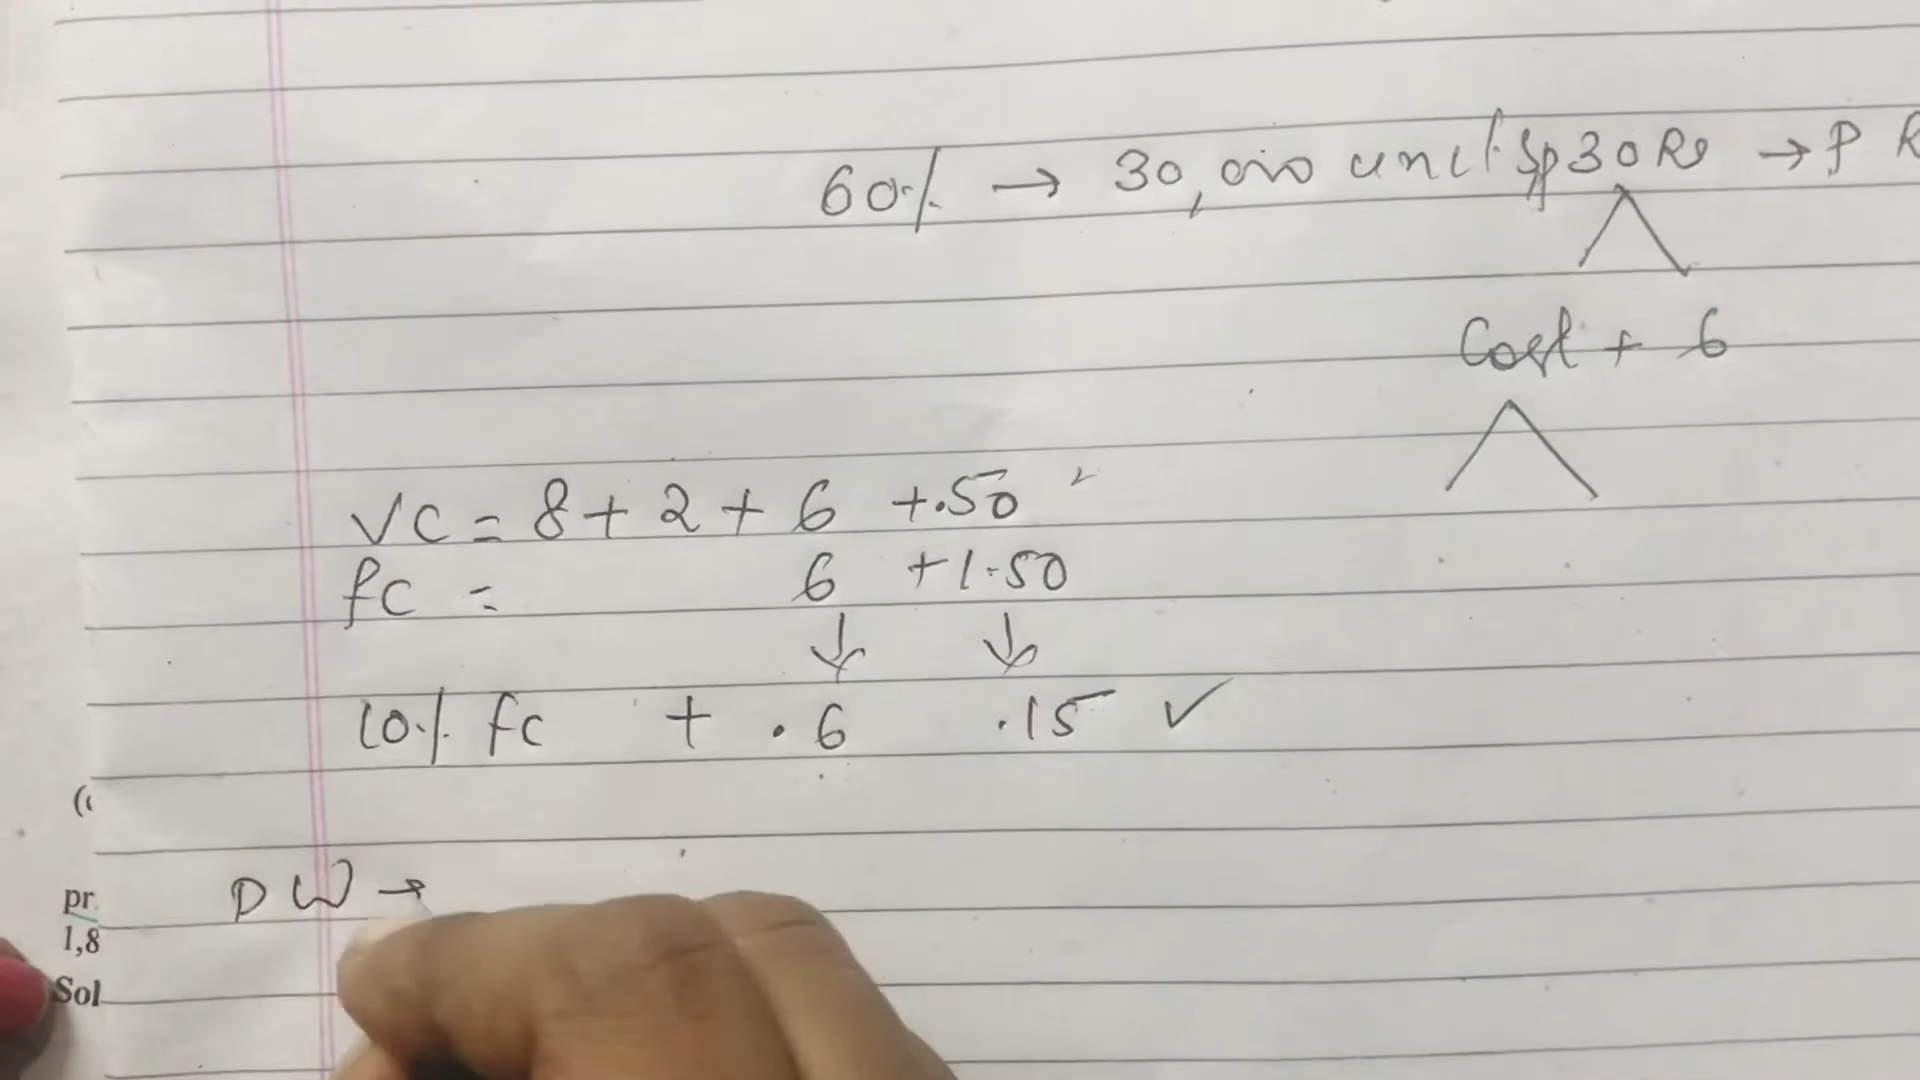 60% → 30,000 unit Sp 30 Rs → P R
Cost + 6
VC = 8 + 2 + 6 + .50
fc = 6 + 1.50
10% fc + .6 .15 ✓
DW →
pr.
1,8
Sol